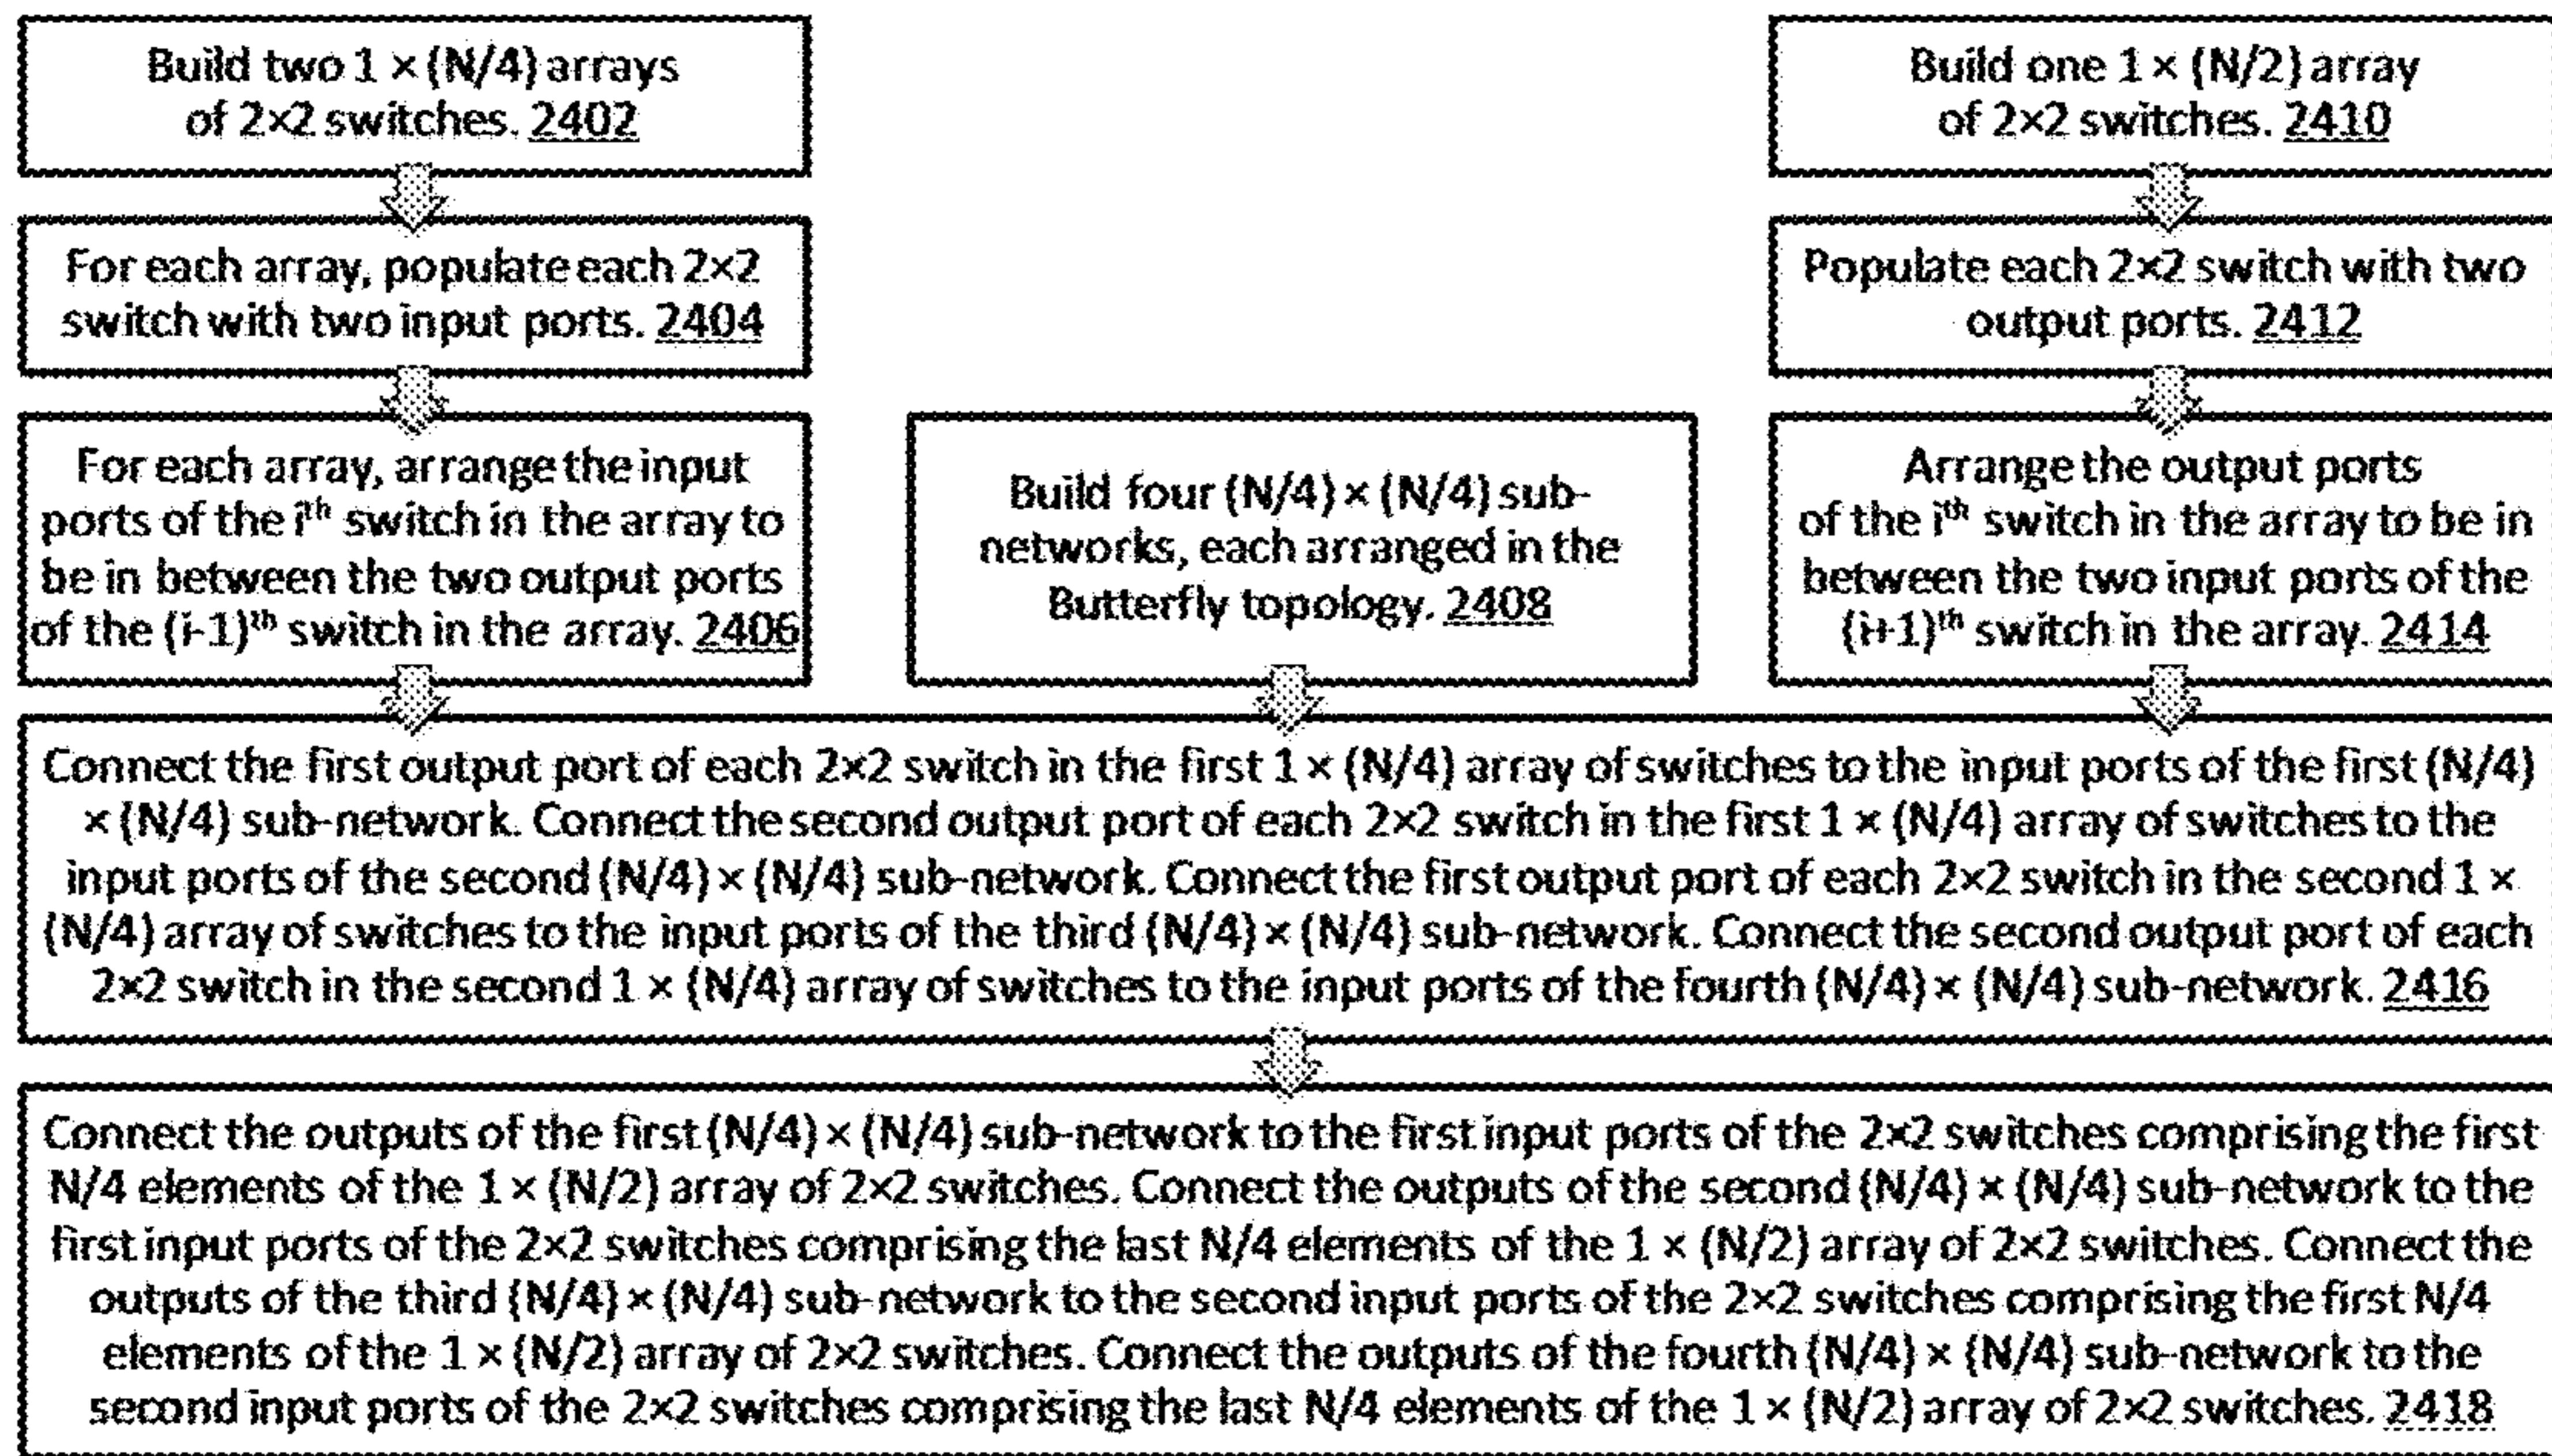 Build two 1 × (N/4) arrays
of 2×2 switches. 2402
For each array, populate each 2×2
switch with two input ports. 2404
For each array, arrange the input
ports of the iᵗʰ switch in the array to
be in between the two output ports
of the (i-1)ᵗʰ switch in the array. 2406
Build four (N/4) × (N/4) sub-
networks, each arranged in the
Butterfly topology. 2408
Build one 1 × (N/2) array
of 2×2 switches. 2410
Populate each 2×2 switch with two
output ports. 2412
Arrange the output ports
of the iᵗʰ switch in the array to be in
between the two input ports of the
(i+1)ᵗʰ switch in the array. 2414
Connect the first output port of each 2×2 switch in the first 1 × (N/4) array of switches to the input ports of the first (N/4)
× (N/4) sub-network. Connect the second output port of each 2×2 switch in the first 1 × (N/4) array of switches to the
input ports of the second (N/4) × (N/4) sub-network. Connect the first output port of each 2×2 switch in the second 1 ×
(N/4) array of switches to the input ports of the third (N/4) × (N/4) sub-network. Connect the second output port of each
2×2 switch in the second 1 × (N/4) array of switches to the input ports of the fourth (N/4) × (N/4) sub-network. 2416
Connect the outputs of the first (N/4) × (N/4) sub-network to the first input ports of the 2×2 switches comprising the first
N/4 elements of the 1 × (N/2) array of 2×2 switches. Connect the outputs of the second (N/4) × (N/4) sub-network to the
first input ports of the 2×2 switches comprising the last N/4 elements of the 1 × (N/2) array of 2×2 switches. Connect the
outputs of the third (N/4) × (N/4) sub-network to the second input ports of the 2×2 switches comprising the first N/4
elements of the 1 × (N/2) array of 2×2 switches. Connect the outputs of the fourth (N/4) × (N/4) sub-network to the
second input ports of the 2×2 switches comprising the last N/4 elements of the 1 × (N/2) array of 2×2 switches. 2418